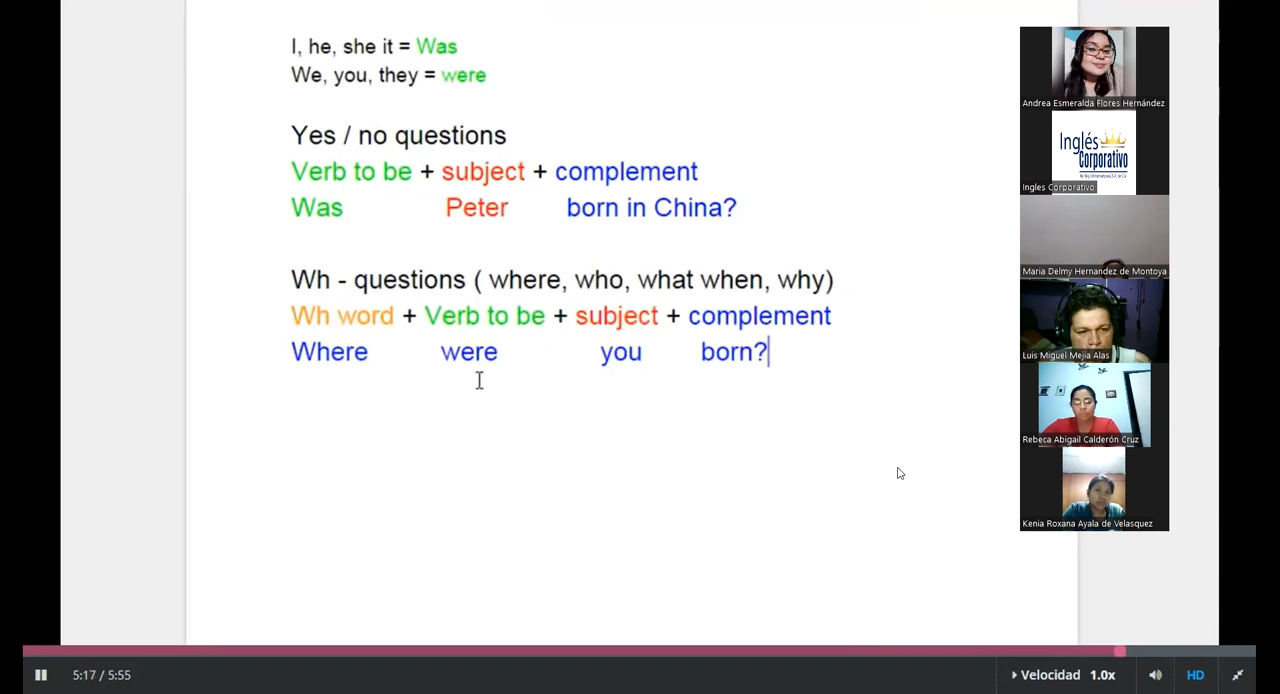 I, he, she it = Was
We, you, they = were
Yes / no questions
Verb to be + subject + complement
Was Peter born in China?
Wh - questions ( where, who, what when, why)
Wh word + Verb to be + subject + complement
Where were you born?
Andrea Esmeralda Flores Hernández
Inglés
Corporativo
Ingles Corporativo
Maria Delmy Hernandez de Montoya
Luis Miguel Mejia Alas
Rebeca Abigail Calderón Cruz
Kenia Roxana Ayala de Velasquez
5:17 / 5:55
Velocidad 1.0x
HD